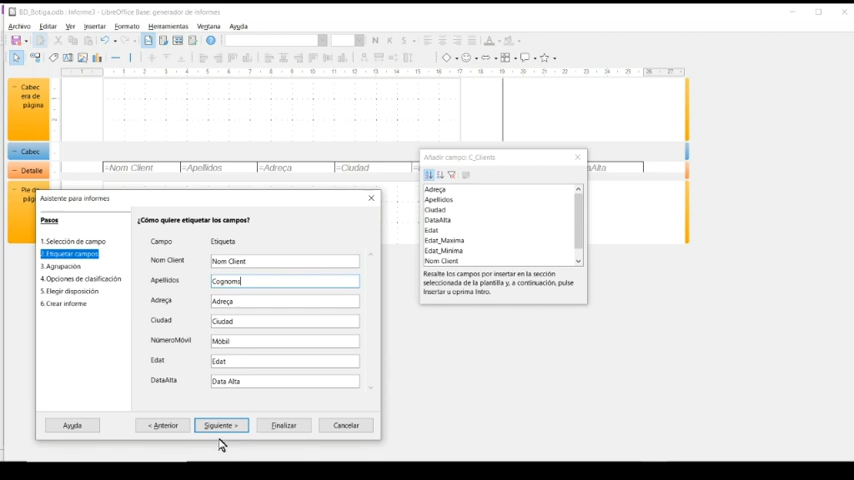 BD_Botiga.odb : Informe3 - LibreOffice Base: generador de informes
Archivo Editar Ver Insertar Formato Herramientas Ventana Ayuda
Cabec
era de
página
Cabec
Detalle
=Nom Client =Apellidos =Adreça =Ciudad
Pie de
Añadir campo: C_Clients
Adreça
Apellidos
Ciudad
DataAlta
Edat
Edat_Maxima
Edat_Minima
Nom Client
Resalte los campos por insertar en la sección
seleccionada de la plantilla y, a continuación, pulse
Insertar u oprima Intro.
Asistente para informes
Pasos
1.Selección de campo
2.Etiquetar campos
3.Agrupación
4.Opciones de clasificación
5.Elegir disposición
6.Crear informe
¿Cómo quiere etiquetar los campos?
Campo Etiqueta
Nom Client Nom Client
Apellidos Cognoms
Adreça Adreça
Ciudad Ciudad
NúmeroMóvil Móbil
Edat Edat
DataAlta Data Alta
Ayuda < Anterior Siguiente > Finalizar Cancelar